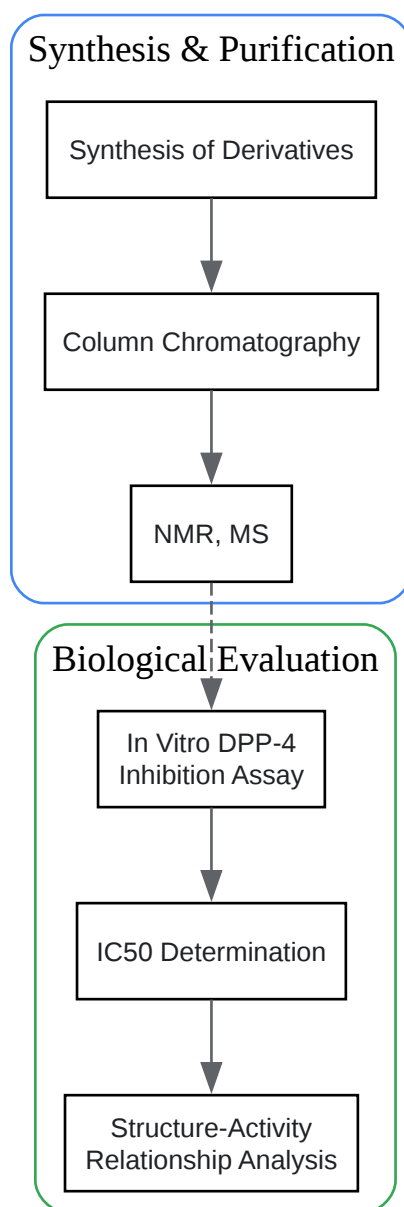 Synthesis & Purification
Synthesis of Derivatives
Column Chromatography
NMR, MS
Biological Evaluation
In Vitro DPP-4
Inhibition Assay
IC50 Determination
Structure-Activity
Relationship Analysis